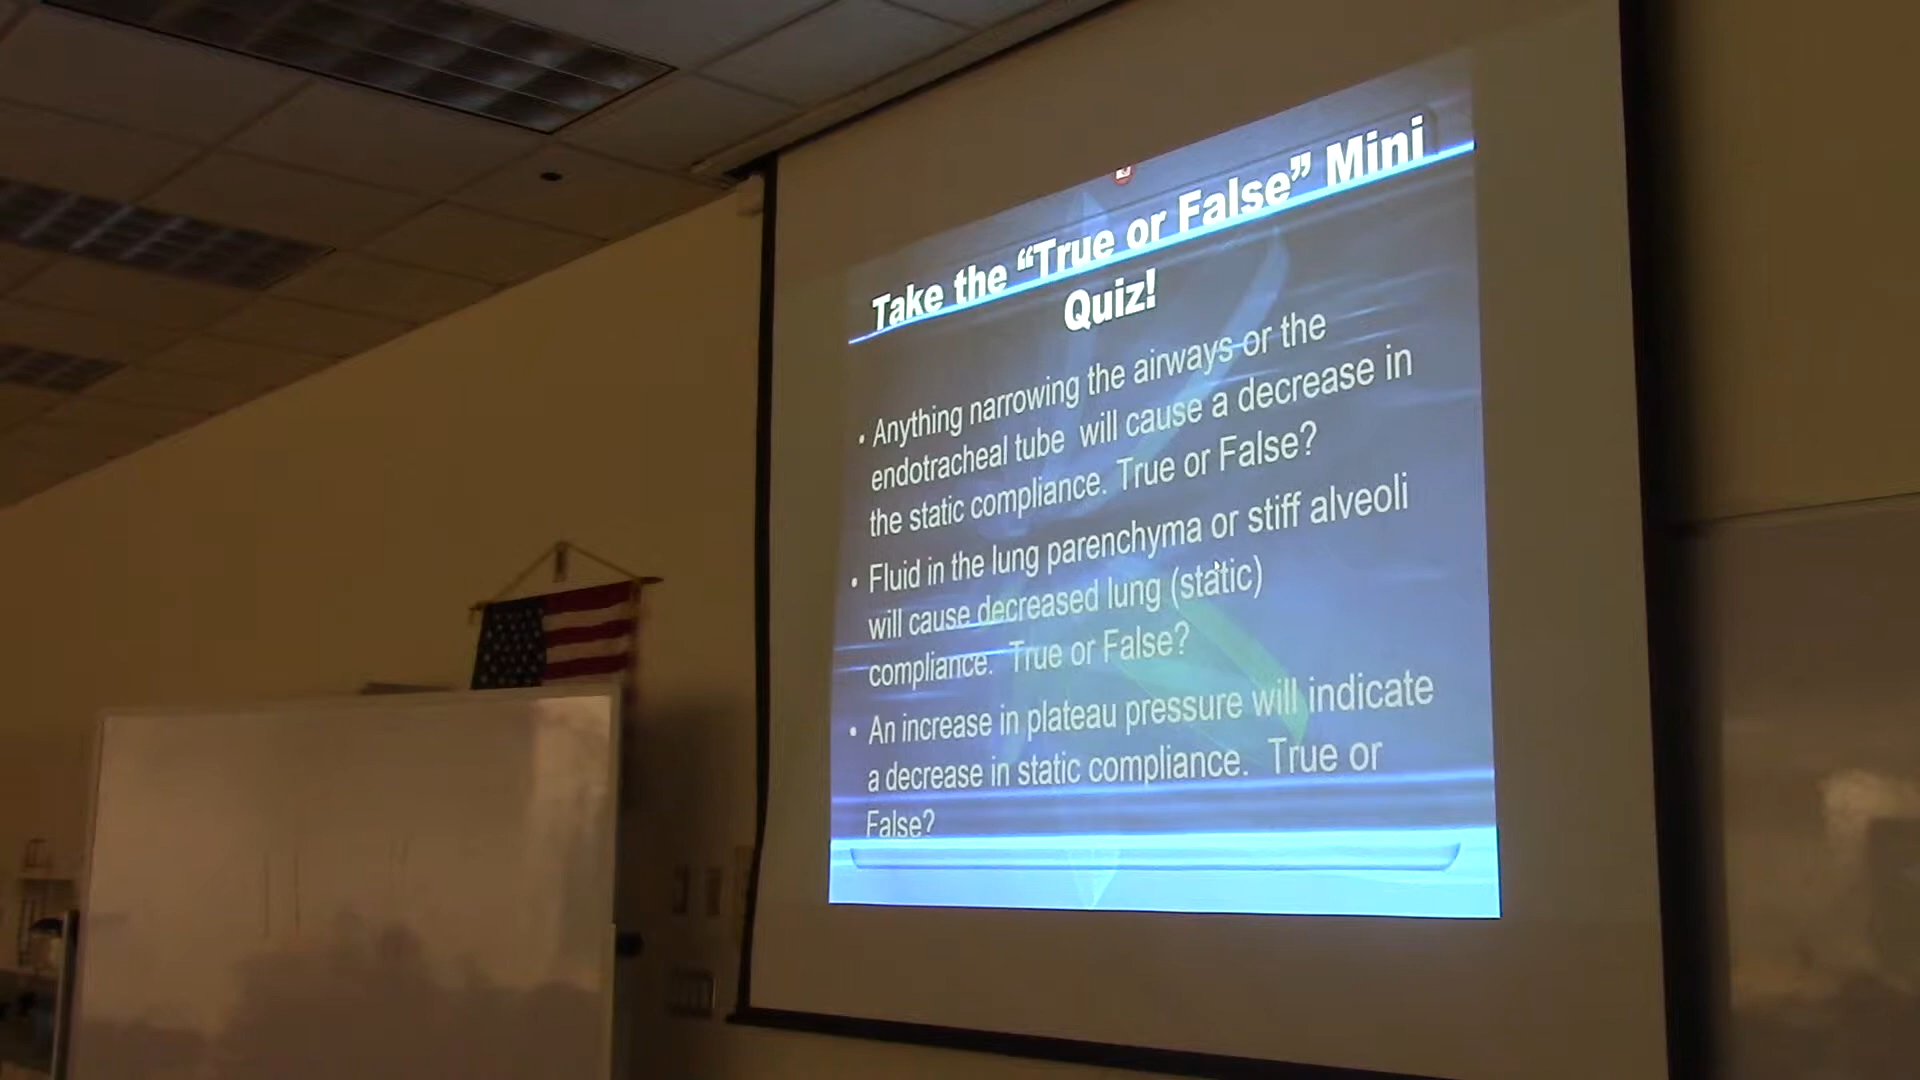 Take the “True or False” Mini
Quiz!
• Anything narrowing the airways or the
endotracheal tube will cause a decrease in
the static compliance. True or False?
• Fluid in the lung parenchyma or stiff alveoli
will cause decreased lung (static)
compliance. True or False?
• An increase in plateau pressure will indicate
a decrease in static compliance. True or
False?